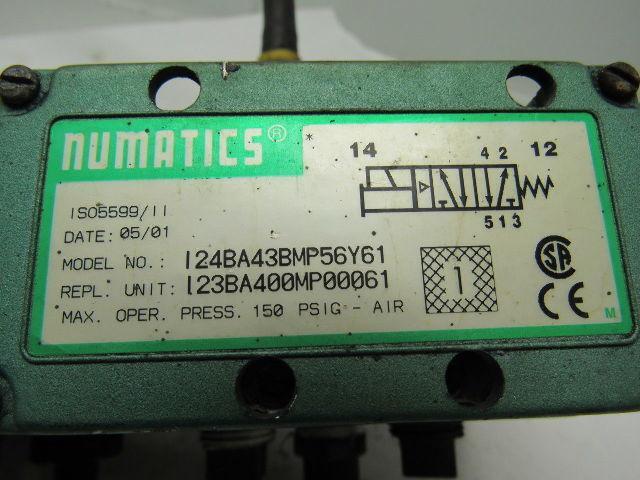 NUMATICS®
*
14 4 2 12
5 1 3
ISO5599/II
DATE: 05/01
MODEL NO.: I24BA43BMP56Y61
REPL. UNIT: I23BA400MP00061
MAX. OPER. PRESS. 150 PSIG - AIR
1
SA
CE
M